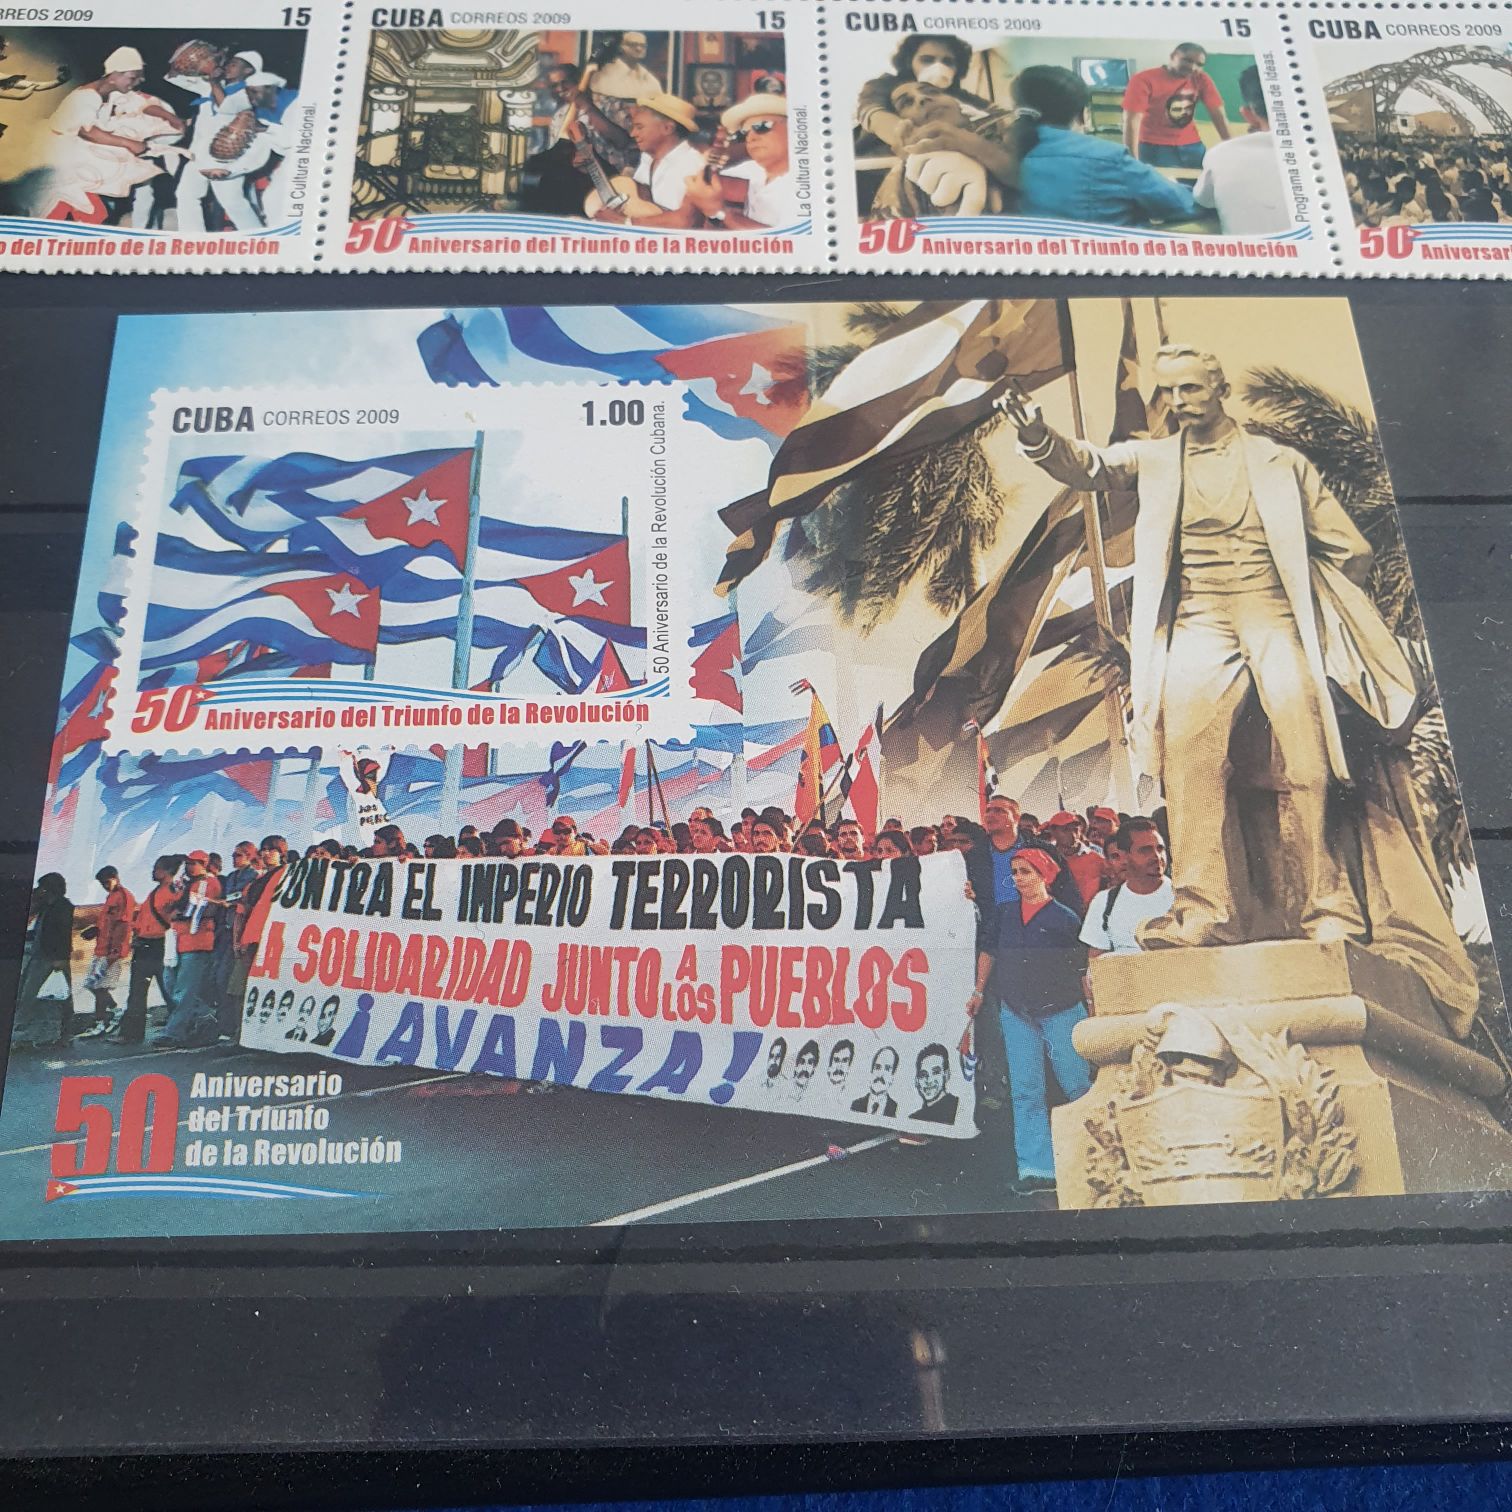 RREOS 2009 15
La Cultura Nacional.
o del Triunfo de la Revolución
CUBA CORREOS 2009 15
La Cultura Nacional.
50 Aniversario del Triunfo de la Revolución
CUBA CORREOS 2009 15
Programa de la Batalla de Ideas.
50 Aniversario del Triunfo de la Revolución
CUBA CORREOS 2009
50 Aniversar
CUBA CORREOS 2009 1.00
50 Aniversario de la Revolución Cubana.
50 Aniversario del Triunfo de la Revolución
CONTRA EL IMPERIO TERRORISTA
LA SOLIDARIDAD JUNTO A LOS PUEBLOS
¡AVANZA!
50 Aniversario
del Triunfo
de la Revolución